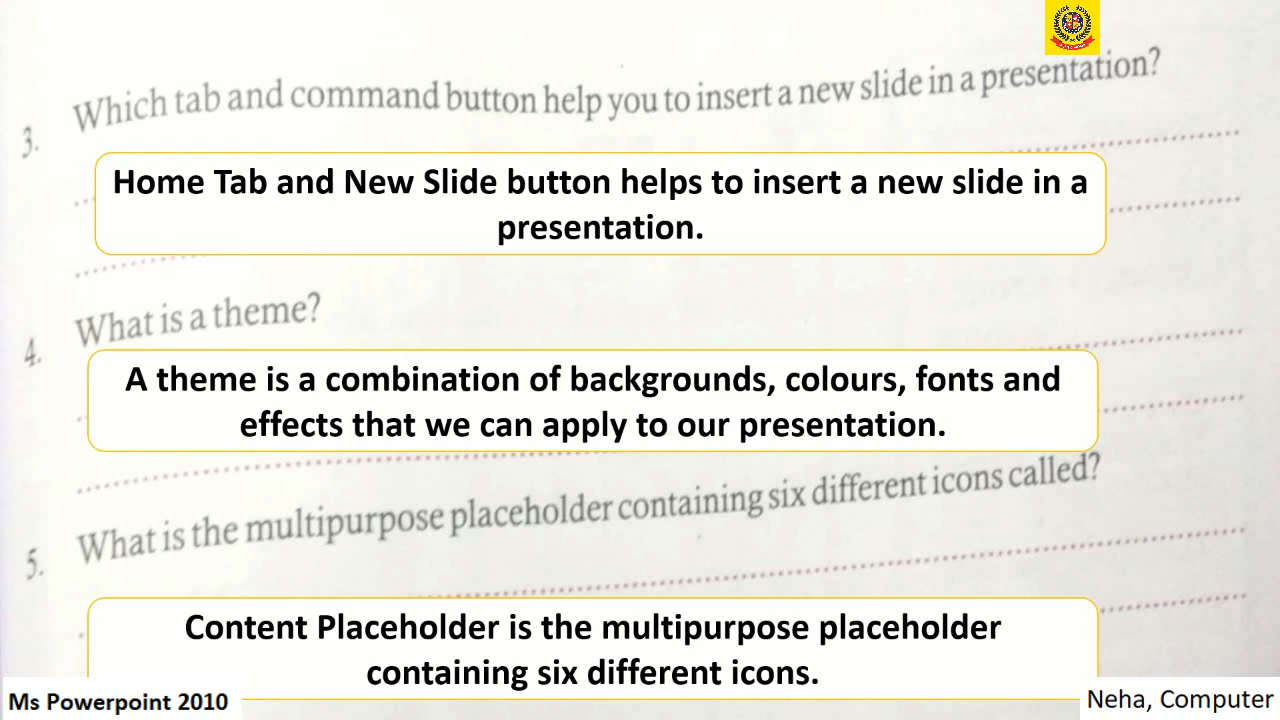 3. Which tab and command button help you to insert a new slide in a presentation?
Home Tab and New Slide button helps to insert a new slide in a
presentation.
4. What is a theme?
A theme is a combination of backgrounds, colours, fonts and
effects that we can apply to our presentation.
5. What is the multipurpose placeholder containing six different icons called?
Content Placeholder is the multipurpose placeholder
containing six different icons.
Ms Powerpoint 2010
Neha, Computer